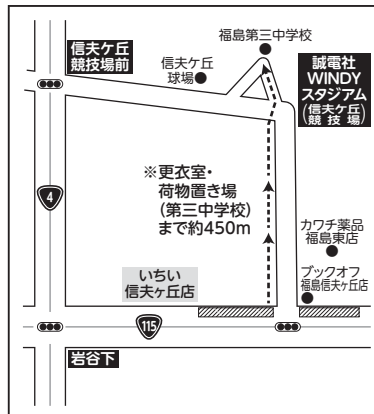 福島第三中学校
信夫ケ丘
競技場前
信夫ケ丘
球場
誠電社
WINDY
スタジアム
(信夫ケ丘
競技場)
4
※更衣室・
荷物置き場
(第三中学校)
まで約450m
カワチ薬品
福島東店
いちい
信夫ヶ丘店
ブックオフ
福島信夫ヶ丘店
115
岩谷下